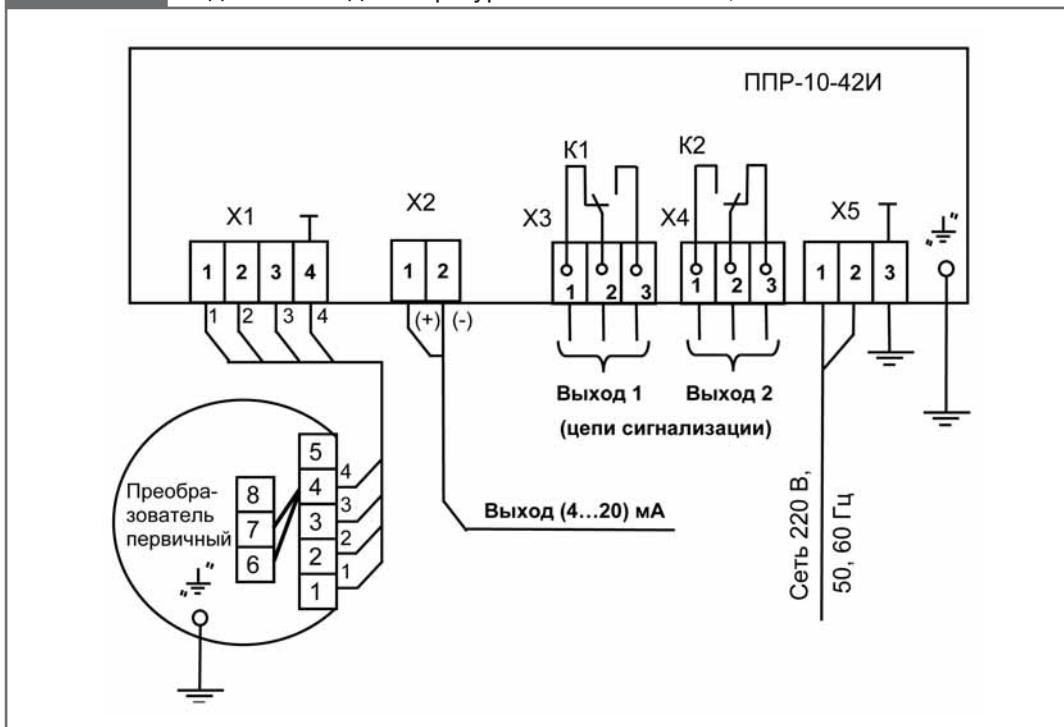 ППР-10-42И
К1
К2
Х1
Х2
Х3
Х4
Х5
1 2 3 4
1 2
1 2 3
1 2 3
1 2 3
„ “
1 2 3 4
(+) (-)
Выход 1
Выход 2
(цепи сигнализации)
5
4
3
2
1
4
3
2
1
8
7
6
Преобра-
зователь
первичный
„ “
Выход (4…20) мА
Сеть 220 В,
50, 60 Гц